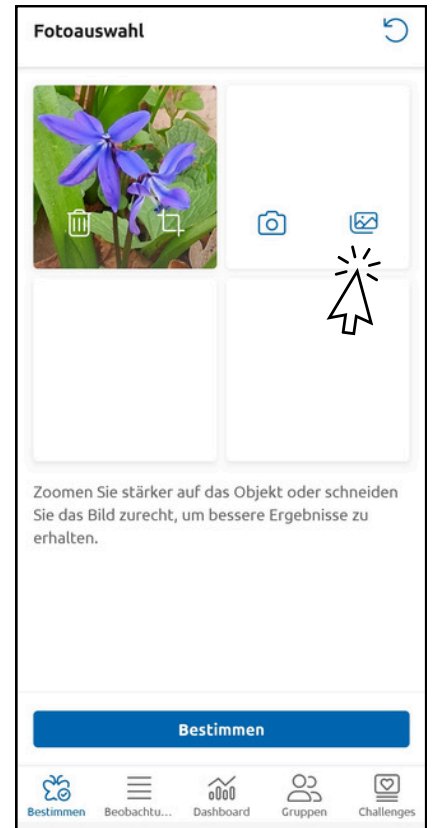 Fotoauswahl
Zoomen Sie stärker auf das Objekt oder schneiden
Sie das Bild zurecht, um bessere Ergebnisse zu
erhalten.
Bestimmen
Bestimmen Beobachtu... Dashboard Gruppen Challenges